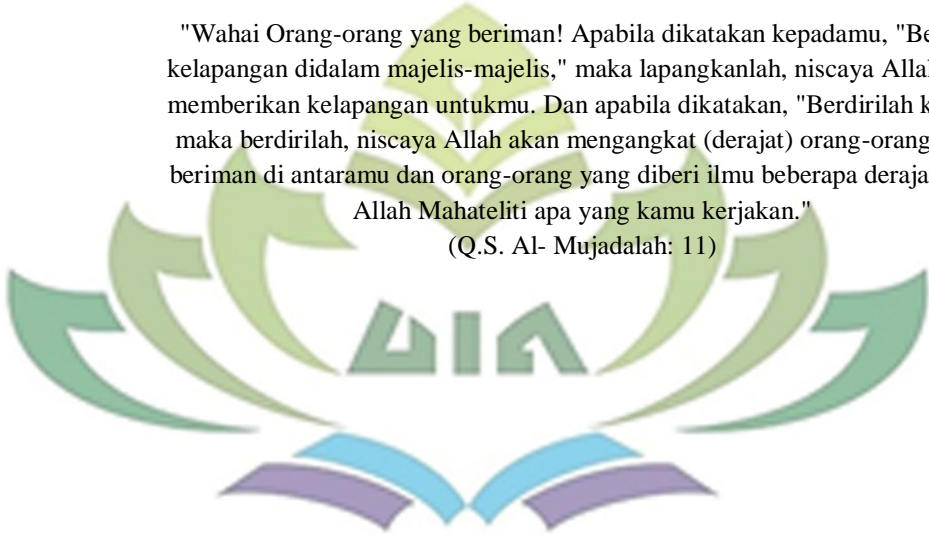 "Wahai Orang-orang yang beriman! Apabila dikatakan kepadamu, "Be
kelapangan didalam majelis-majelis," maka lapangkanlah, niscaya Alla
memberikan kelapangan untukmu. Dan apabila dikatakan, "Berdirilah k
maka berdirilah, niscaya Allah akan mengangkat (derajat) orang-orang
beriman di antaramu dan orang-orang yang diberi ilmu beberapa deraja
Allah Mahateliti apa yang kamu kerjakan."
(Q.S. Al- Mujadalah: 11)
UIN